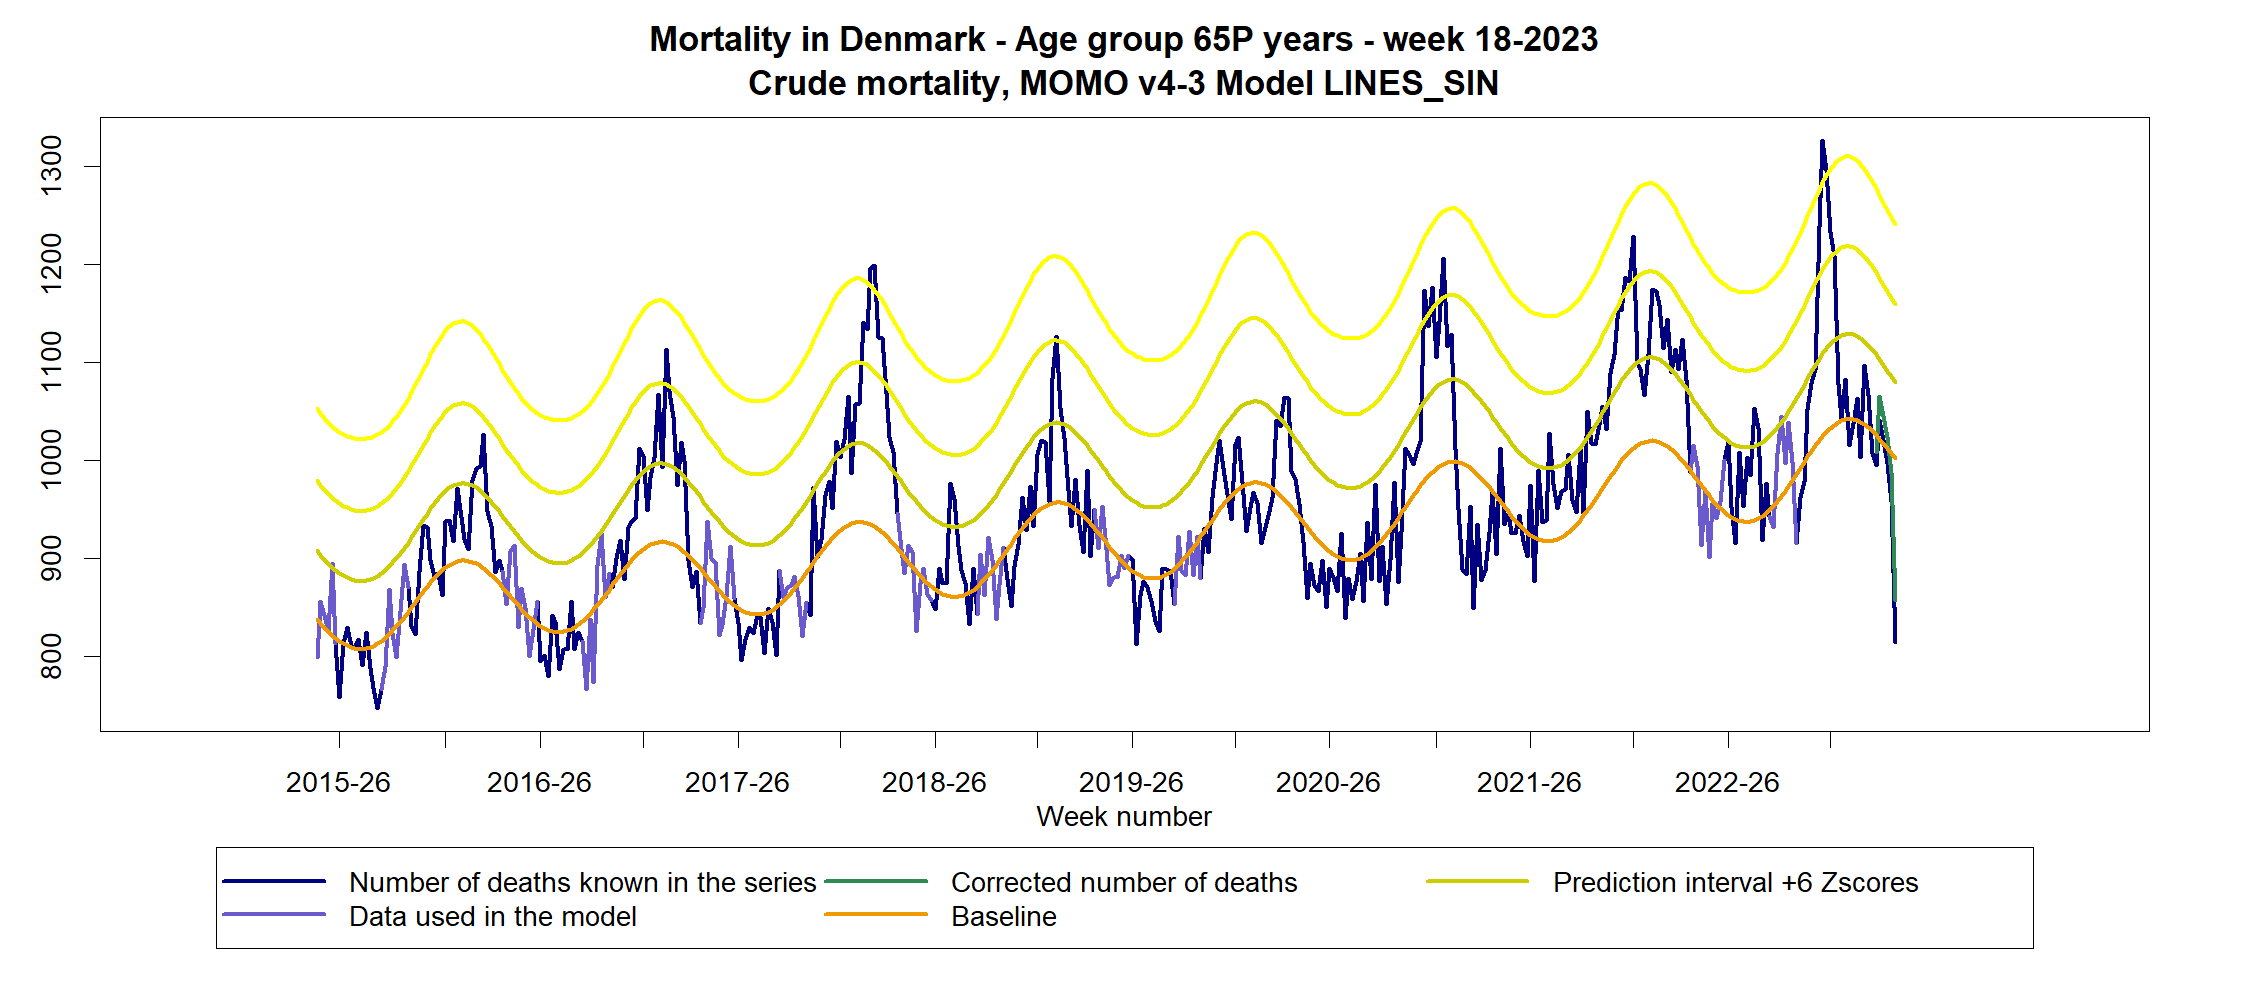 Mortality in Denmark - Age group 65P years - week 18-2023
Crude mortality, MOMO v4-3 Model LINES_SIN
1300
1200
1100
1000
900
800
2015-26 2016-26 2017-26 2018-26 2019-26 2020-26 2021-26 2022-26
Week number
Number of deaths known in the series Corrected number of deaths Prediction interval +6 Zscores
Data used in the model Baseline